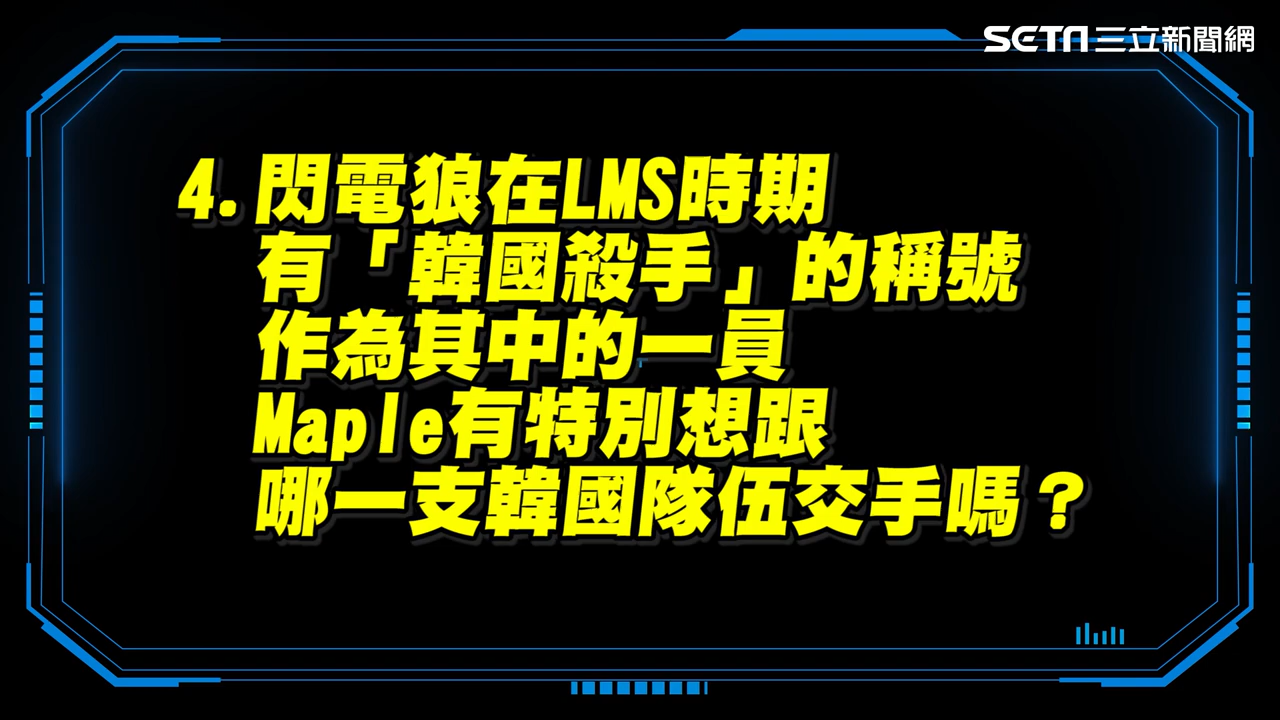 SETN三立新聞網
4.閃電狼在LMS時期
有「韓國殺手」的稱號
作為其中的一員
Maple有特別想跟
哪一支韓國隊伍交手嗎？